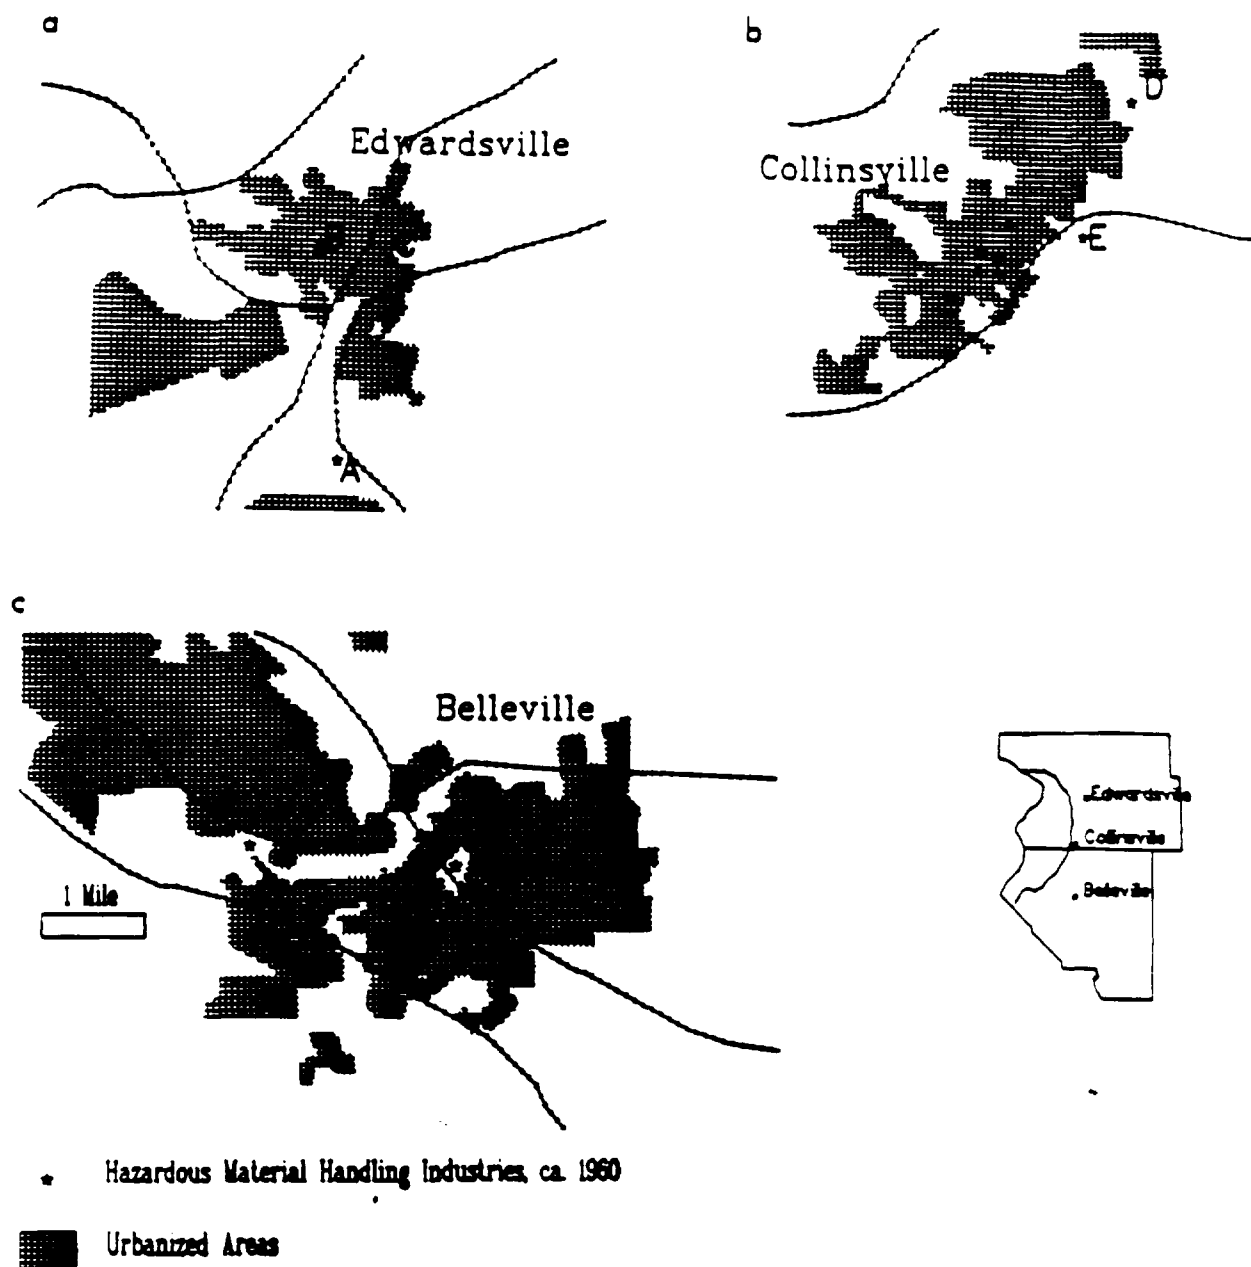 a
b
Edwardsville
Collinsville
D
E
A
c
Belleville
1 Mile
Edwardsville
Collinsville
Belleville
Hazardous Material Handling Industries, ca. 1960
Urbanized Areas